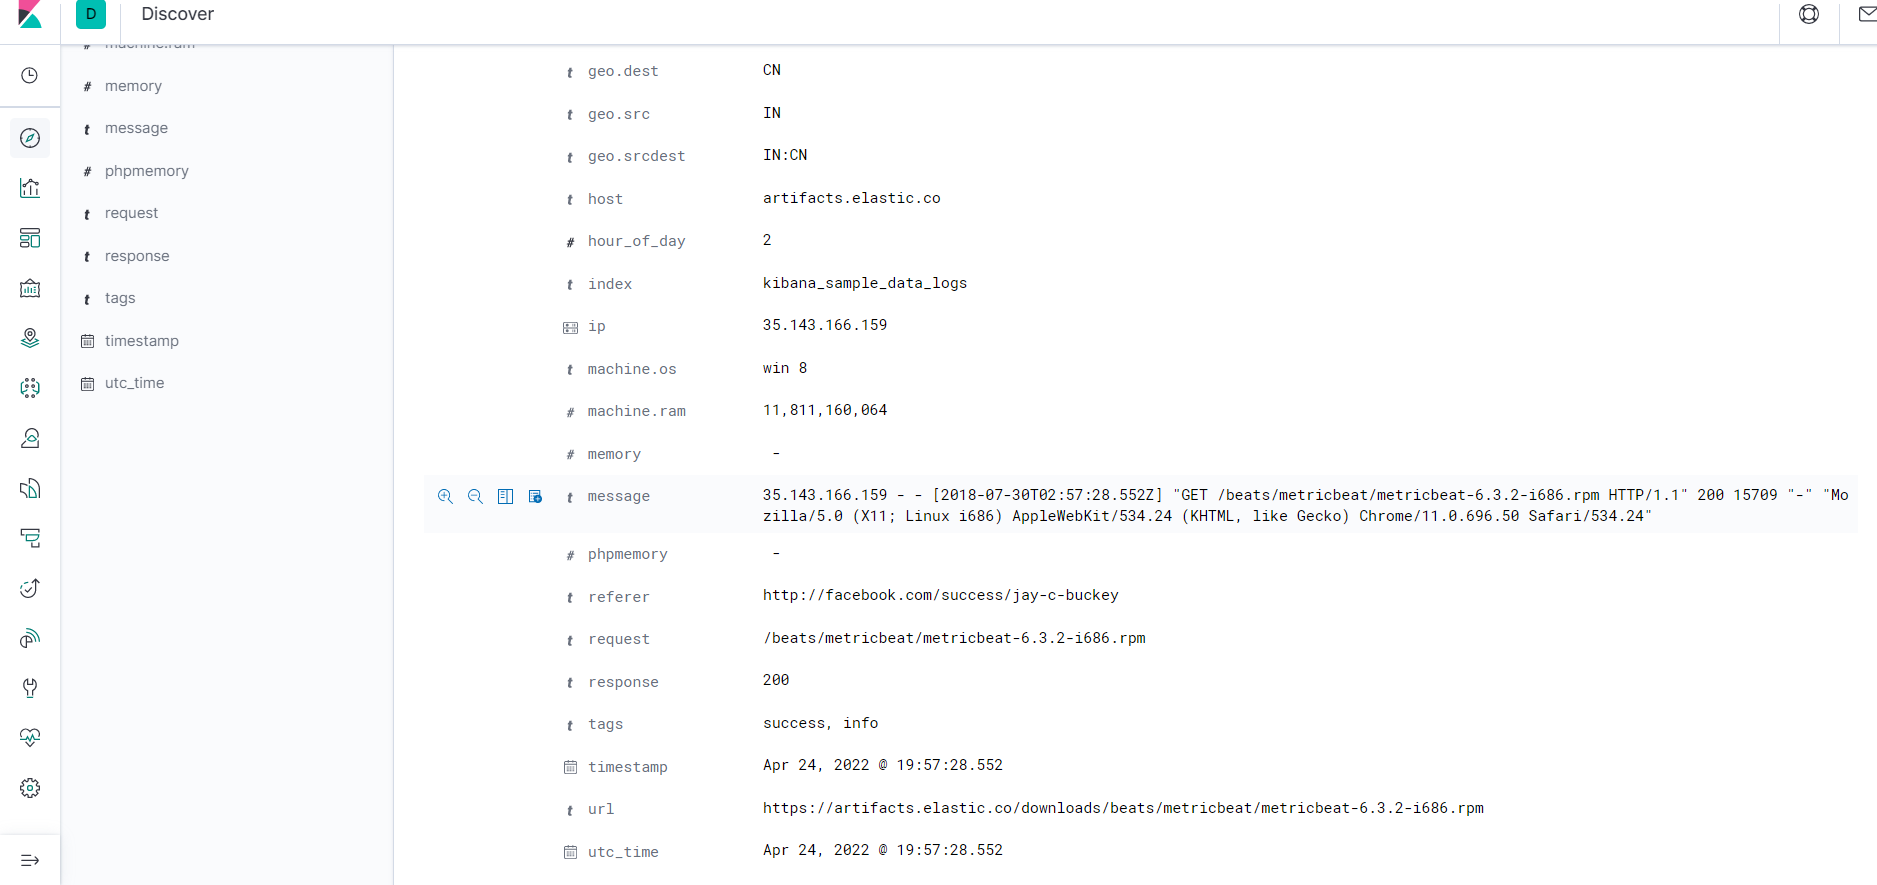 D
Discover
machine.ram
# memory
t message
# phpmemory
t request
t response
t tags
timestamp
utc_time
t geo.dest CN
t geo.src IN
t geo.srcdest IN:CN
t host artifacts.elastic.co
# hour_of_day 2
t index kibana_sample_data_logs
ip 35.143.166.159
t machine.os win 8
# machine.ram 11,811,160,064
# memory -
t message 35.143.166.159 - - [2018-07-30T02:57:28.552Z] "GET /beats/metricbeat/metricbeat-6.3.2-i686.rpm HTTP/1.1" 200 15709 "-" "Mo
zilla/5.0 (X11; Linux i686) AppleWebKit/534.24 (KHTML, like Gecko) Chrome/11.0.696.50 Safari/534.24"
# phpmemory -
t referer http://facebook.com/success/jay-c-buckey
t request /beats/metricbeat/metricbeat-6.3.2-i686.rpm
t response 200
t tags success, info
timestamp Apr 24, 2022 @ 19:57:28.552
t url https://artifacts.elastic.co/downloads/beats/metricbeat/metricbeat-6.3.2-i686.rpm
utc_time Apr 24, 2022 @ 19:57:28.552